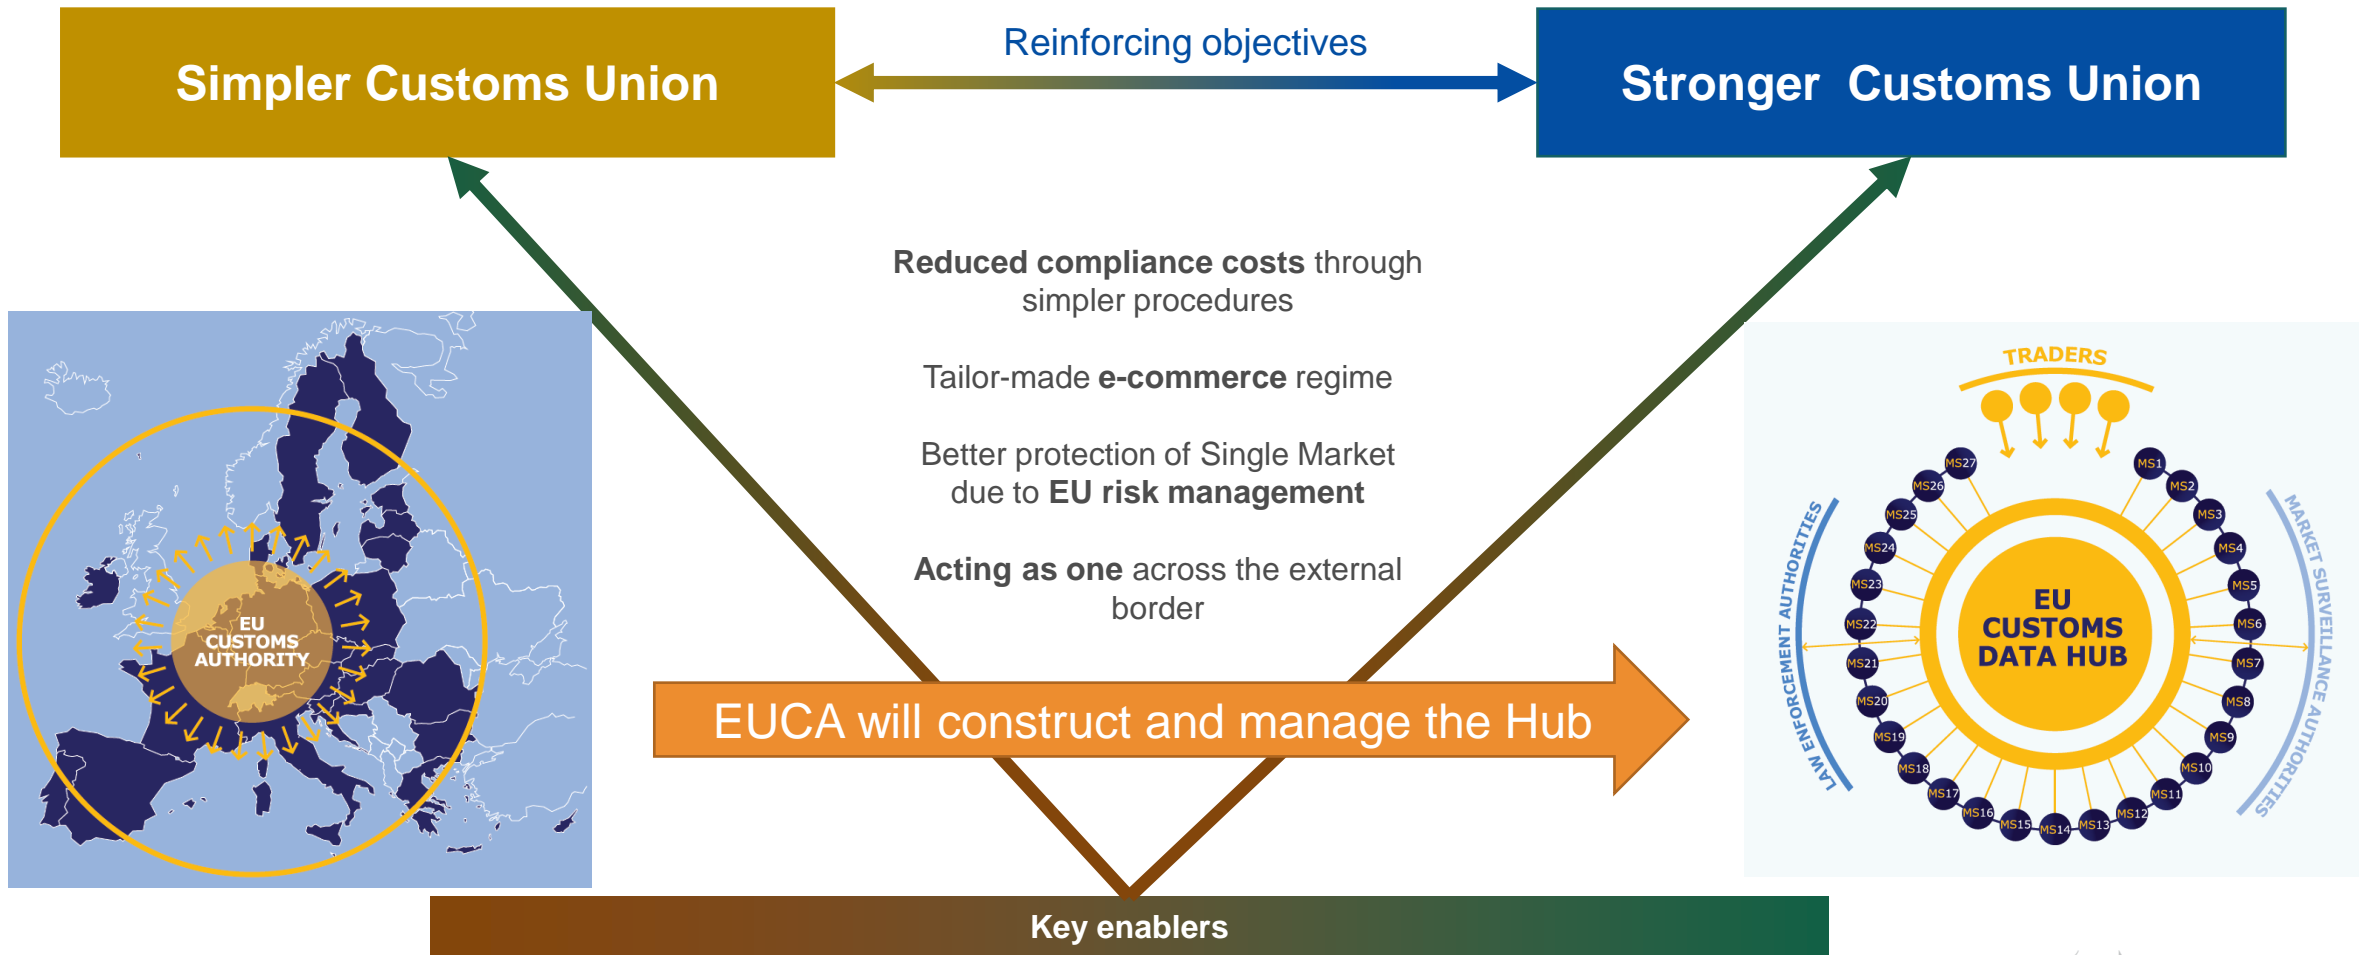 Simpler Customs Union
Reinforcing objectives
Stronger  Customs Union
Reduced compliance costs through
simpler procedures
Tailor-made e-commerce regime
Better protection of Single Market
due to EU risk management
Acting as one across the external
border
EU
CUSTOMS
AUTHORITY
EUCA will construct and manage the Hub
TRADERS
LAW ENFORCEMENT AUTHORITIES
MARKET SURVEILLANCE AUTHORITIES
EU
CUSTOMS
DATA HUB
MS1
MS2
MS3
MS4
MS5
MS6
MS7
MS8
MS9
MS10
MS11
MS12
MS13
MS14
MS15
MS16
MS17
MS18
MS19
MS20
MS21
MS22
MS23
MS24
MS25
MS26
MS27
Key enablers